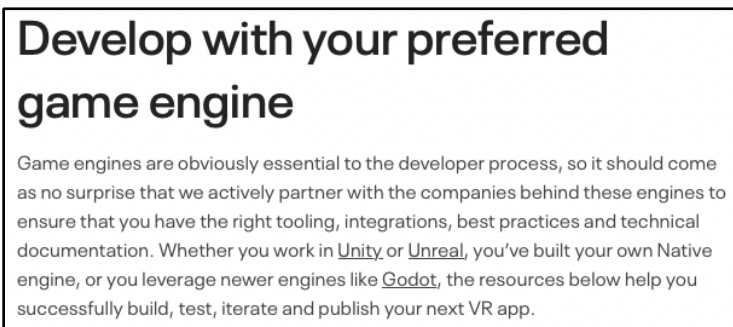 Develop with your preferred
game engine
Game engines are obviously essential to the developer process, so it should come
as no surprise that we actively partner with the companies behind these engines to
ensure that you have the right tooling, integrations, best practices and technical
documentation. Whether you work in Unity or Unreal, you’ve built your own Native
engine, or you leverage newer engines like Godot, the resources below help you
successfully build, test, iterate and publish your next VR app.